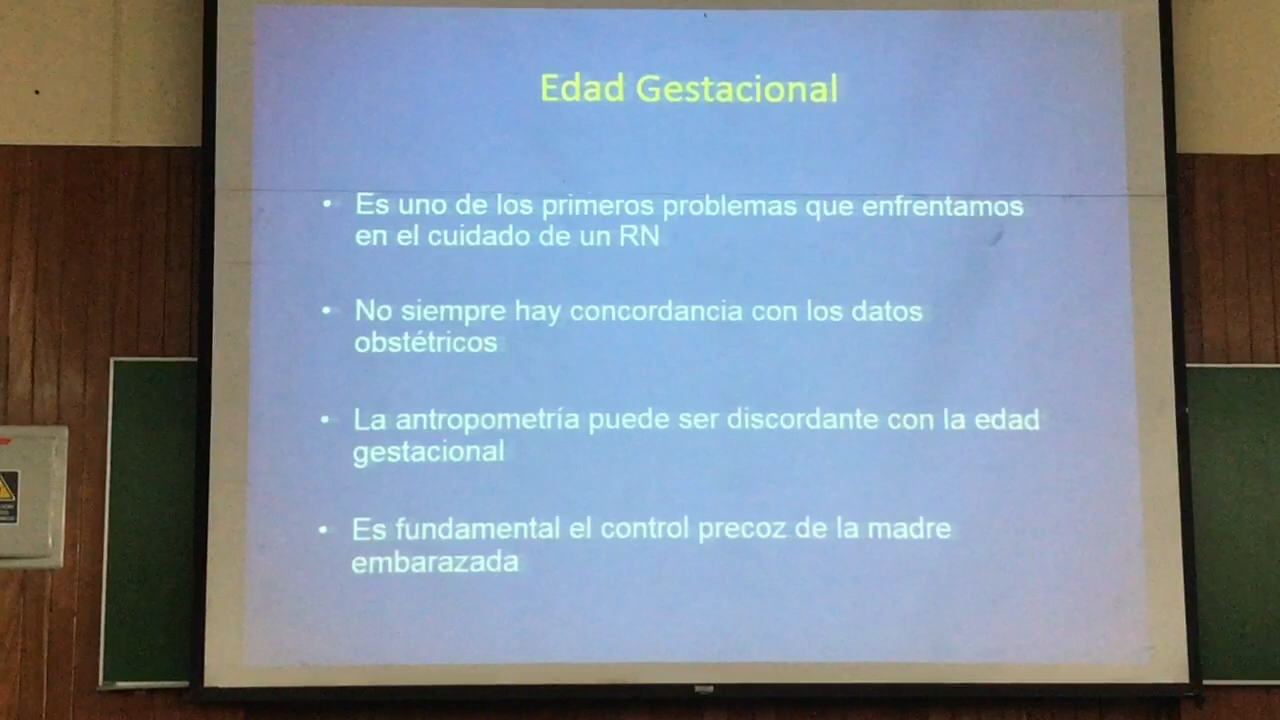 Edad Gestacional
• Es uno de los primeros problemas que enfrentamos
en el cuidado de un RN
• No siempre hay concordancia con los datos
obstétricos
• La antropometría puede ser discordante con la edad
gestacional
• Es fundamental el control precoz de la madre
embarazada